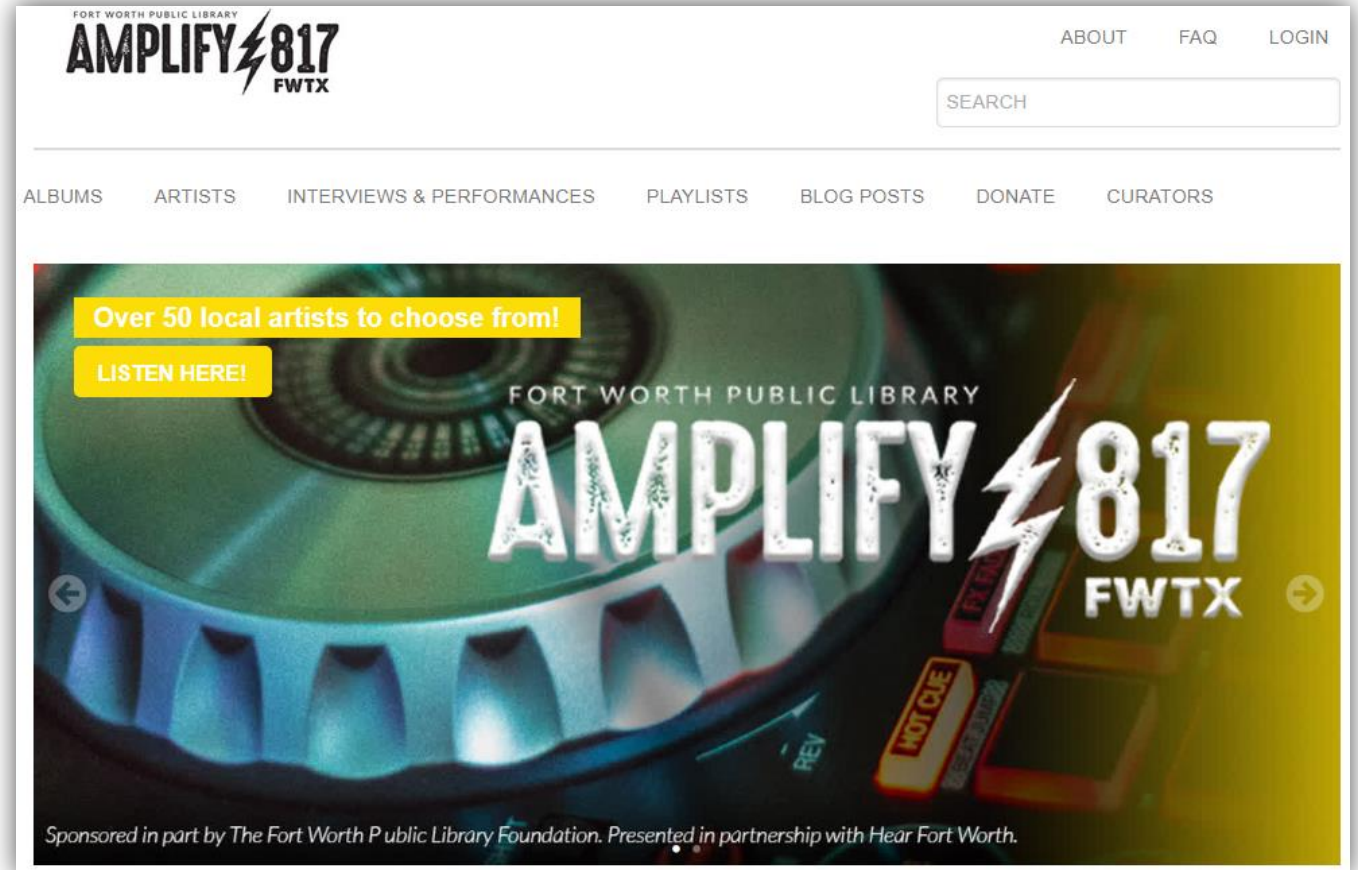 FORT WORTH PUBLIC LIBRARY
AMPLIFY 817
FWTX
ABOUT FAQ LOGIN
SEARCH
ALBUMS ARTISTS INTERVIEWS & PERFORMANCES PLAYLISTS BLOG POSTS DONATE CURATORS
Over 50 local artists to choose from!
LISTEN HERE!
FORT WORTH PUBLIC LIBRARY
AMPLIFY 817
FWTX
HOT CUE
REV
Sponsored in part by The Fort Worth Public Library Foundation. Presented in partnership with Hear Fort Worth.